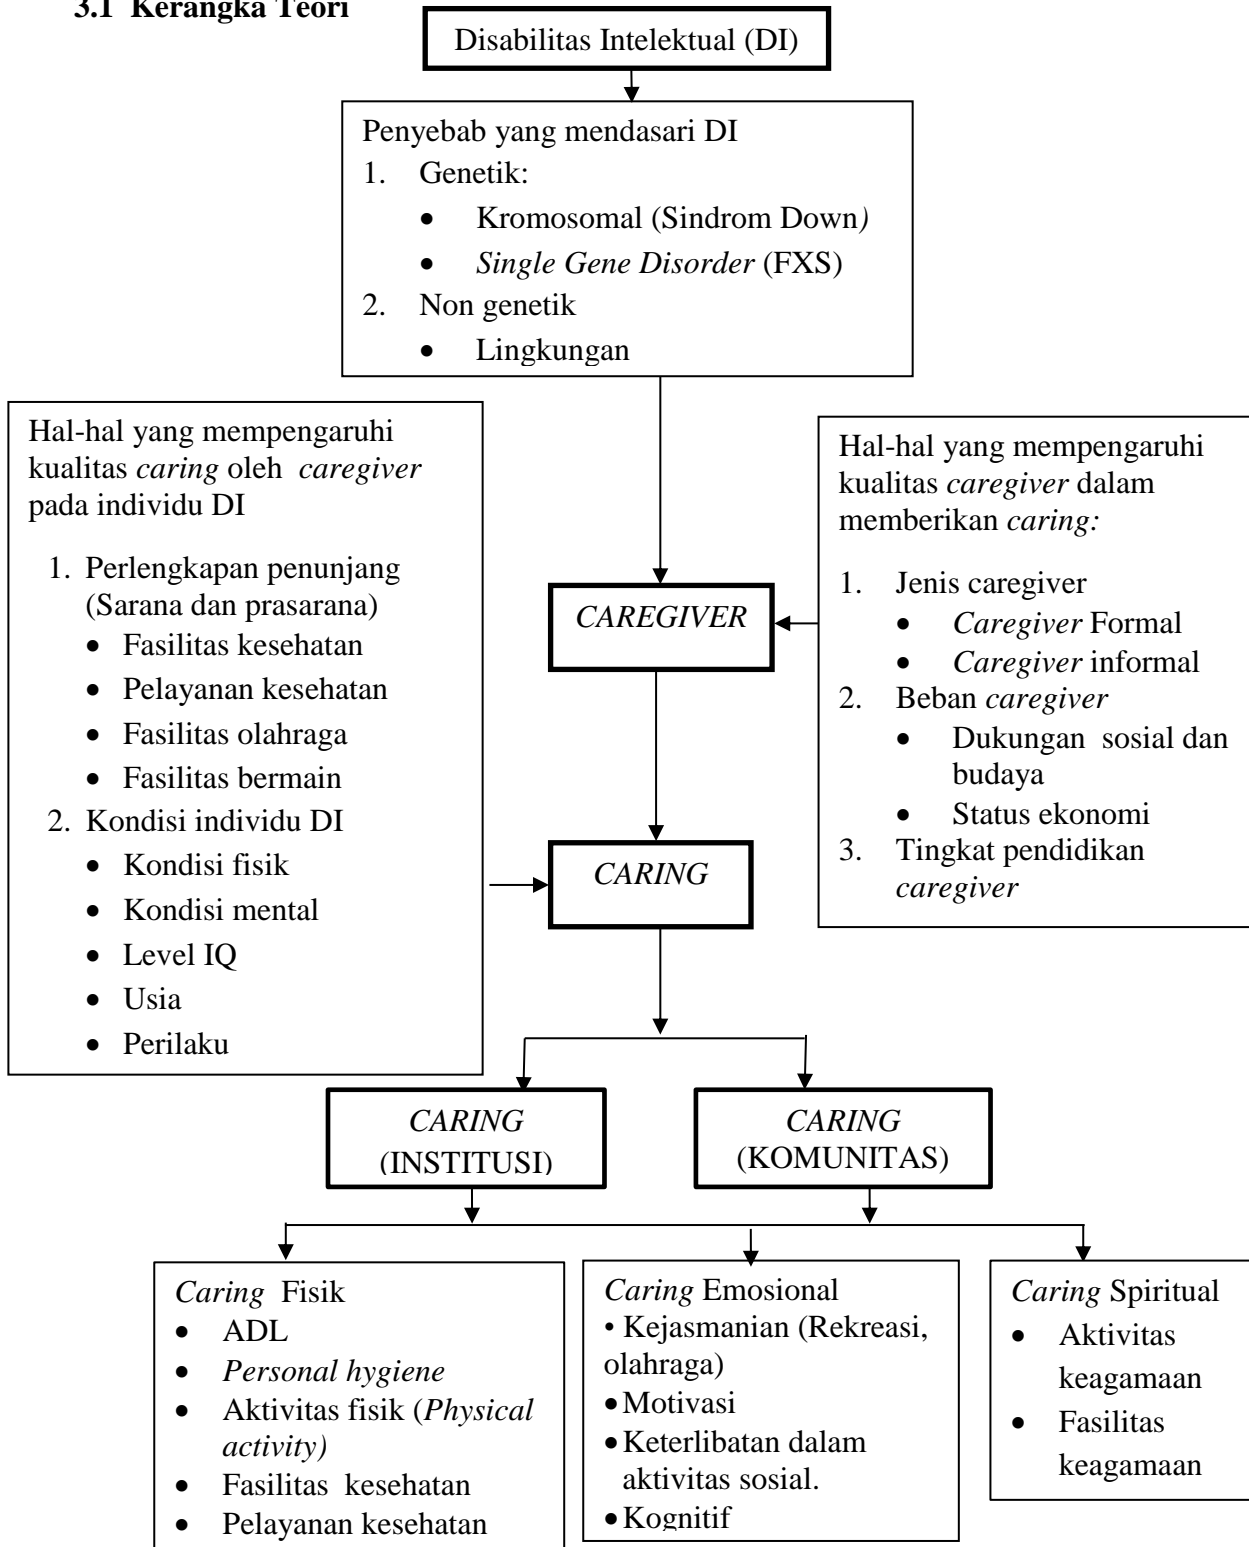 3.1 Kerangka Teori
Disabilitas Intelektual (DI)
Penyebab yang mendasari DI
1. Genetik:
• Kromosomal (Sindrom Down)
• Single Gene Disorder (FXS)
2. Non genetik
• Lingkungan
Hal-hal yang mempengaruhi
kualitas caring oleh caregiver
pada individu DI
1. Perlengkapan penunjang
(Sarana dan prasarana)
• Fasilitas kesehatan
• Pelayanan kesehatan
• Fasilitas olahraga
• Fasilitas bermain
2. Kondisi individu DI
• Kondisi fisik
• Kondisi mental
• Level IQ
• Usia
• Perilaku
CAREGIVER
Hal-hal yang mempengaruhi
kualitas caregiver dalam
memberikan caring:
1. Jenis caregiver
• Caregiver Formal
• Caregiver informal
2. Beban caregiver
• Dukungan sosial dan
budaya
• Status ekonomi
3. Tingkat pendidikan
caregiver
CARING
CARING
(INSTITUSI)
CARING
(KOMUNITAS)
Caring Fisik
• ADL
• Personal hygiene
• Aktivitas fisik (Physical
activity)
• Fasilitas kesehatan
• Pelayanan kesehatan
Caring Emosional
• Kejasmanian (Rekreasi,
olahraga)
• Motivasi
• Keterlibatan dalam
aktivitas sosial.
• Kognitif
Caring Spiritual
• Aktivitas
keagamaan
• Fasilitas
keagamaan